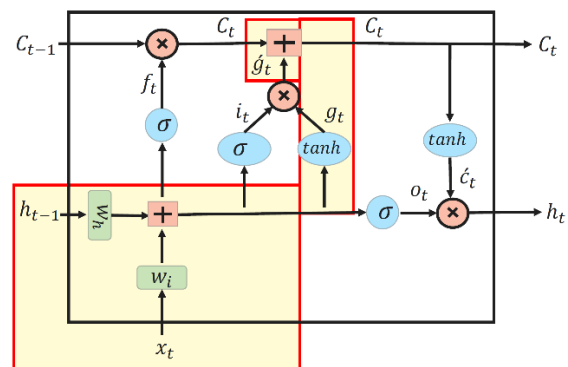 C_{t-1} × C_t + C_t C_t
f_t ǵ_t
×
i_t g_t
σ σ tanh tanh
ć_t
h_{t-1} w_h + σ o_t × h_t
w_i
x_t